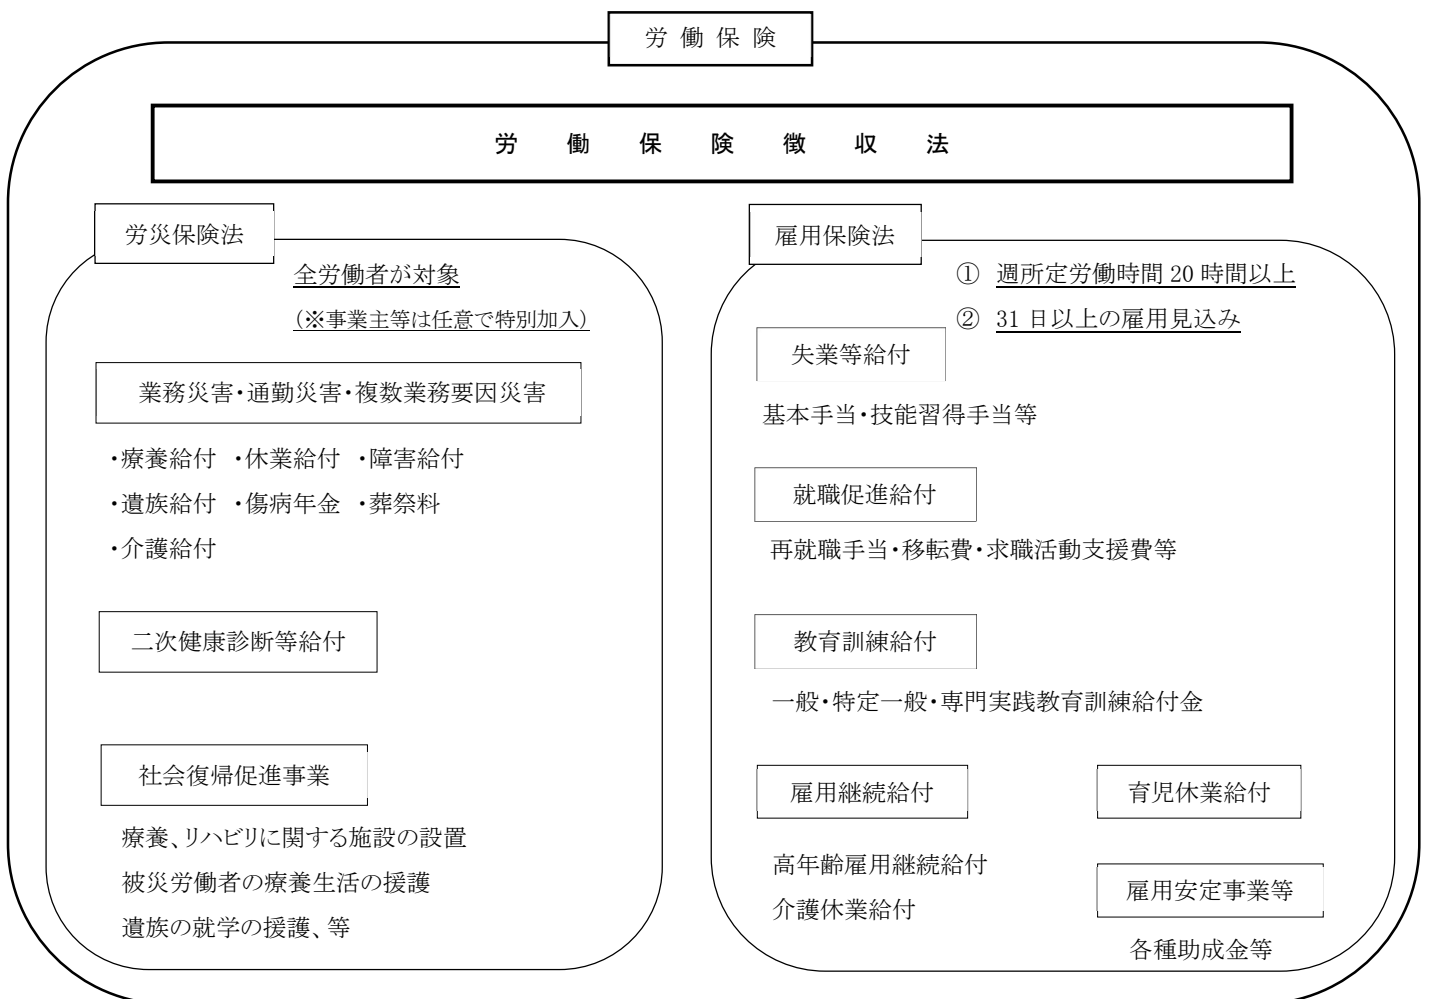 労働保険
労働保険徴収法
労災保険法
全労働者が対象
(※事業主等は任意で特別加入)
業務災害・通勤災害・複数業務要因災害
・療養給付 ・休業給付 ・障害給付
・遺族給付 ・傷病年金 ・葬祭料
・介護給付
二次健康診断等給付
社会復帰促進事業
療養、リハビリに関する施設の設置
被災労働者の療養生活の援護
遺族の就学の援護、等
雇用保険法
① 週所定労働時間 20 時間以上
② 31 日以上の雇用見込み
失業等給付
基本手当・技能習得手当等
就職促進給付
再就職手当・移転費・求職活動支援費等
教育訓練給付
一般・特定一般・専門実践教育訓練給付金
雇用継続給付
高年齢雇用継続給付
介護休業給付
育児休業給付
雇用安定事業等
各種助成金等